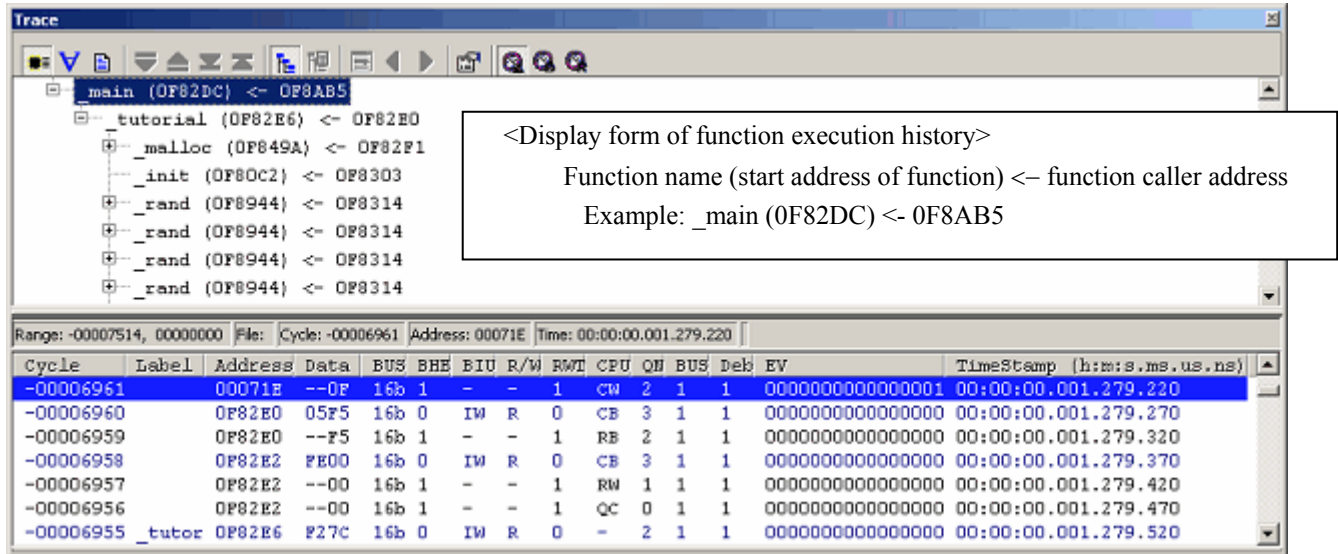 Trace
_main (0F82DC) <- 0F8AB5
_tutorial (0F82E6) <- 0F82E0
_malloc (0F849A) <- 0F82F1
_init (0F80C2) <- 0F8303
_rand (0F8944) <- 0F8314
_rand (0F8944) <- 0F8314
_rand (0F8944) <- 0F8314
_rand (0F8944) <- 0F8314
<Display form of function execution history>
Function name (start address of function) <− function caller address
Example: _main (0F82DC) <- 0F8AB5
Range: -00007514, 00000000 File: Cycle: -00006961 Address: 00071E Time: 00:00:00.001.279.220
Cycle Label Address Data BUS BHE BIU R/W RWT CPU QN BUS Deb EV TimeStamp (h:m:s.ms.us.ns)
-00006961 00071E --0F 16b 1 - - 1 CW 2 1 1 0000000000000001 00:00:00.001.279.220
-00006960 0F82E0 05F5 16b 0 IW R 0 CB 3 1 1 0000000000000000 00:00:00.001.279.270
-00006959 0F82E0 --F5 16b 1 - - 1 RB 2 1 1 0000000000000000 00:00:00.001.279.320
-00006958 0F82E2 FE00 16b 0 IW R 0 CB 3 1 1 0000000000000000 00:00:00.001.279.370
-00006957 0F82E2 --00 16b 1 - - 1 RW 1 1 1 0000000000000000 00:00:00.001.279.420
-00006956 0F82E2 --00 16b 1 - - 1 QC 0 1 1 0000000000000000 00:00:00.001.279.470
-00006955 _tutor 0F82E6 F27C 16b 0 IW R 0 - 2 1 1 0000000000000000 00:00:00.001.279.520